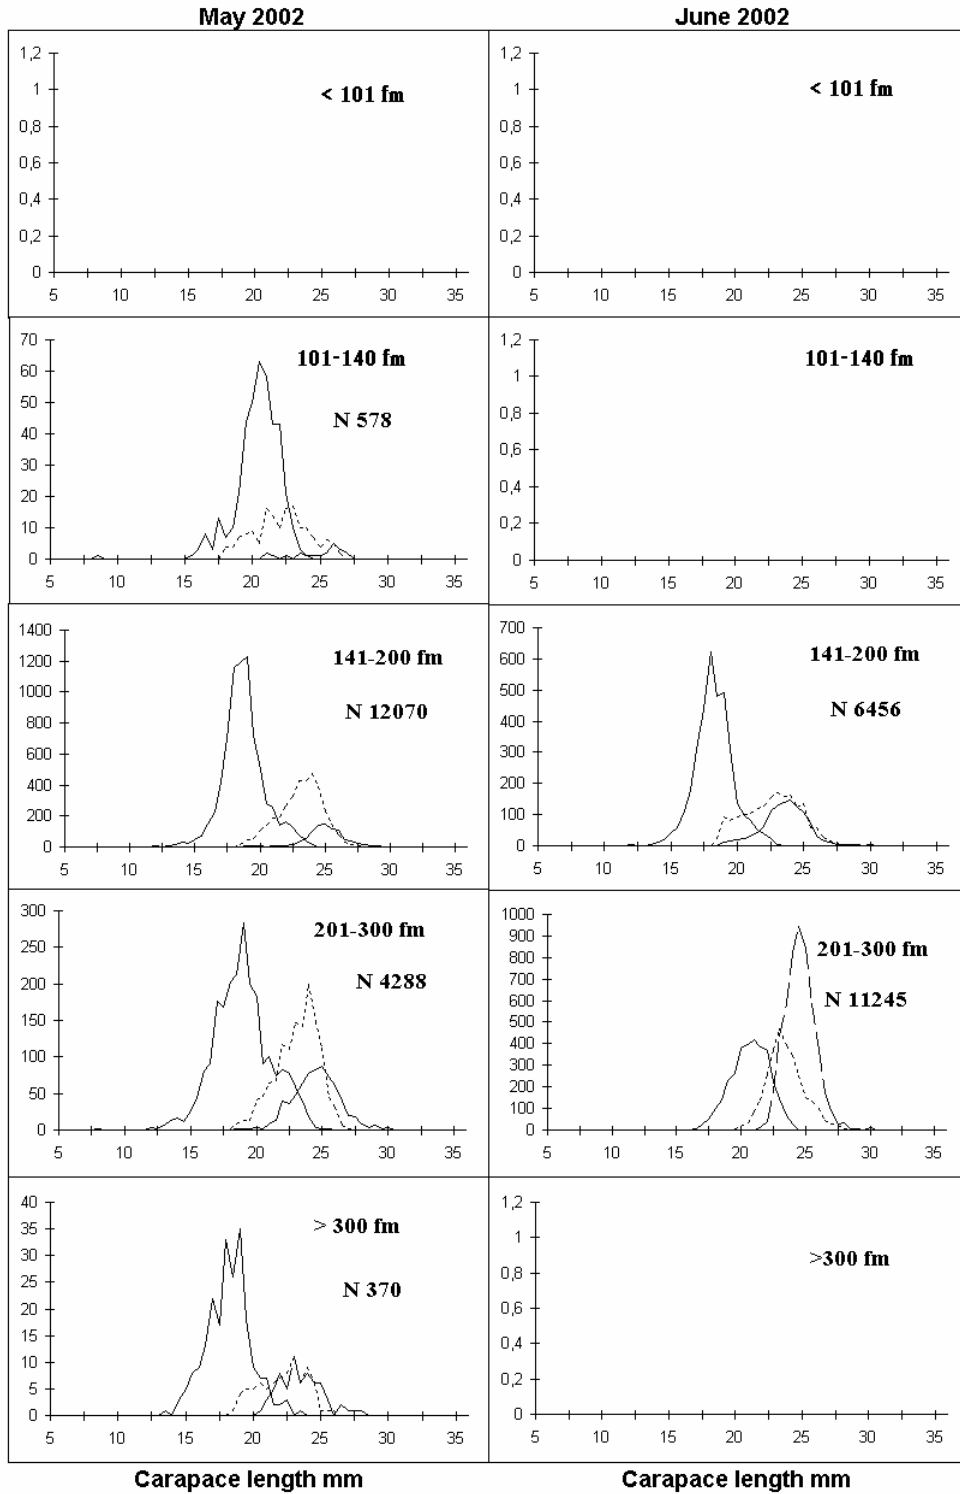 May 2002
June 2002
1,2
1
0,8
0,6
0,4
0,2
0
5 10 15 20 25 30 35
< 101 fm
1,2
1
0,8
0,6
0,4
0,2
0
5 10 15 20 25 30 35
< 101 fm
70
60
50
40
30
20
10
0
5 10 15 20 25 30 35
101-140 fm
N 578
1,2
1
0,8
0,6
0,4
0,2
0
5 10 15 20 25 30 35
101-140 fm
1400
1200
1000
800
600
400
200
0
5 10 15 20 25 30 35
141-200 fm
N 12070
700
600
500
400
300
200
100
0
5 10 15 20 25 30 35
141-200 fm
N 6456
300
250
200
150
100
50
0
5 10 15 20 25 30 35
201-300 fm
N 4288
1000
900
800
700
600
500
400
300
200
100
0
5 10 15 20 25 30 35
201-300 fm
N 11245
40
35
30
25
20
15
10
5
0
5 10 15 20 25 30 35
> 300 fm
N 370
1,2
1
0,8
0,6
0,4
0,2
0
5 10 15 20 25 30 35
>300 fm
Carapace length mm
Carapace length mm